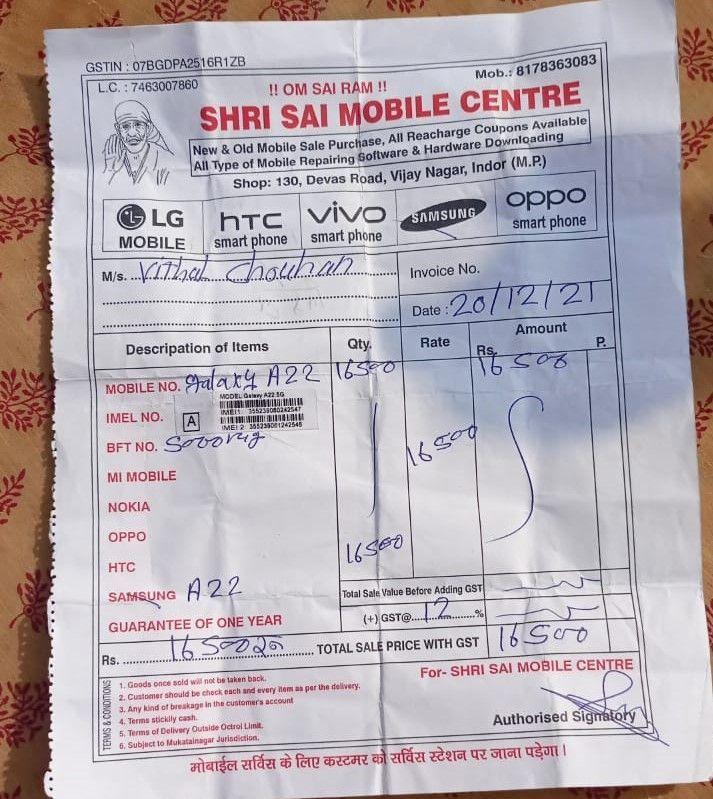 GSTIN : 07BGDPA2516R1ZB
L.C. : 7463007860
!! OM SAI RAM !!
Mob.: 8178363083
SHRI SAI MOBILE CENTRE
New & Old Mobile Sale Purchase, All Reacharge Coupons Available
All Type of Mobile Repairing Software & Hardware Downloading
Shop: 130, Devas Road, Vijay Nagar, Indor (M.P.)
LG MOBILE
hTC smart phone
vivo smart phone
SAMSUNG
oppo smart phone
M/s. Vithal Chouhan
Invoice No.
Date : 20/12/21
Descripation of Items Qty. Rate Amount
Rs. P.
MOBILE NO. Galaxy A22 16500 16500
MODEL Galaxy A22 5G
IMEL NO. A
BFT NO.
16500
MI MOBILE
NOKIA
OPPO
16500
HTC
SAMSUNG A22
Total Sale Value Before Adding GST
GUARANTEE OF ONE YEAR
(+) GST@....12....%
Rs. 16500 TOTAL SALE PRICE WITH GST 16500
TERMS & CONDITIONS
1. Goods once sold will not be taken back.
2. Customer should be check each and every item as per the delivery.
3. Any kind of breakage in the customer's account
4. Terms stickily cash.
5. Terms of Delivery Outside Octrol Limit.
6. Subject to Mukatainagar Jurisdiction.
For- SHRI SAI MOBILE CENTRE
Authorised Signatory
मोबाईल सर्विस के लिए कस्टमर को सर्विस स्टेशन पर जाना पड़ेगा।